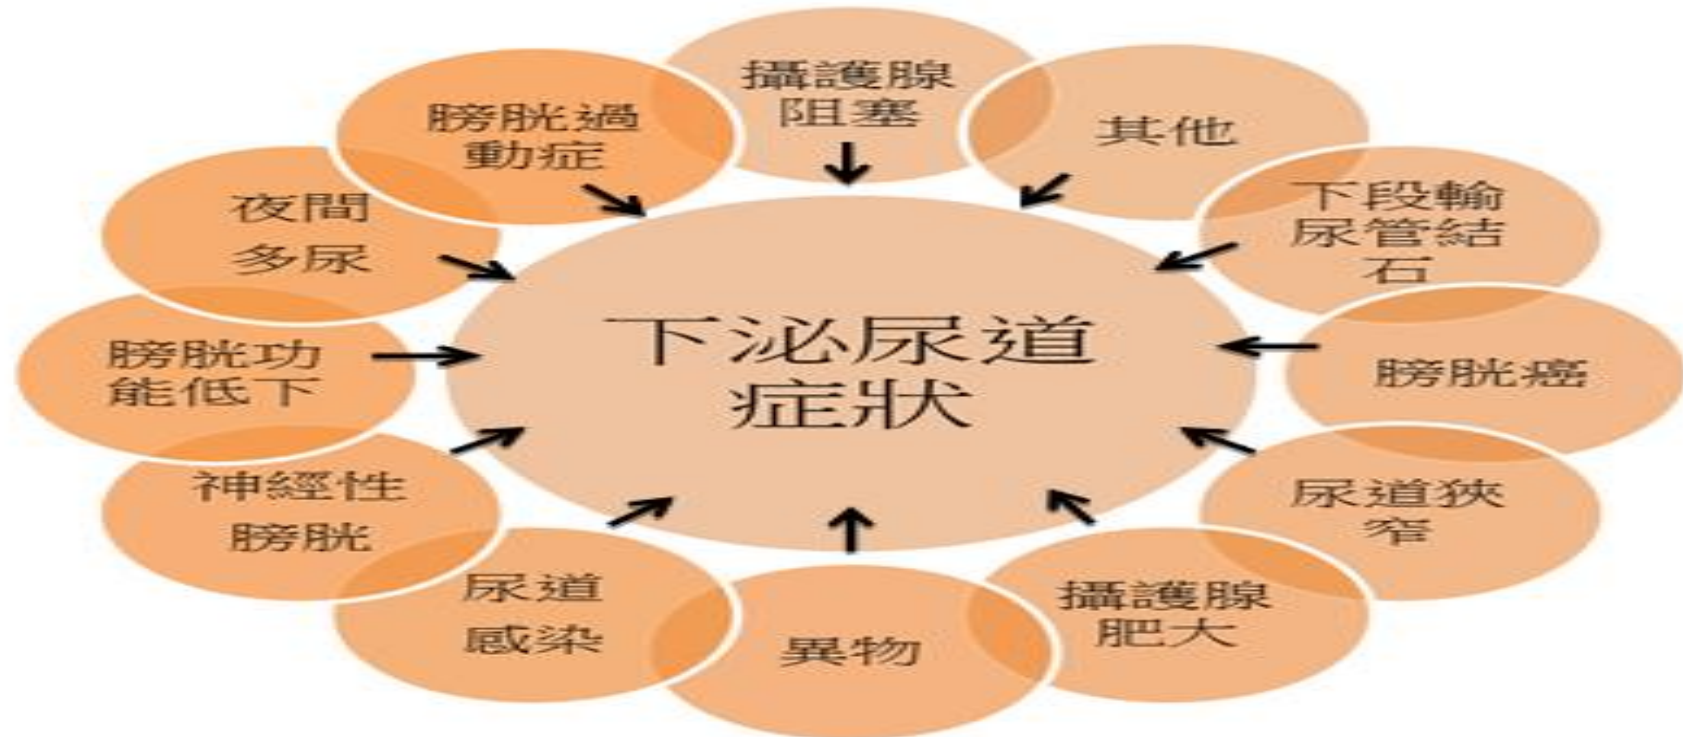 攝護腺
阻塞
其他
下段輸
尿管結
石
膀胱癌
尿道狹
窄
攝護腺
肥大
異物
尿道
感染
神經性
膀胱
膀胱功
能低下
夜間
多尿
膀胱過
動症
下泌尿道
症狀